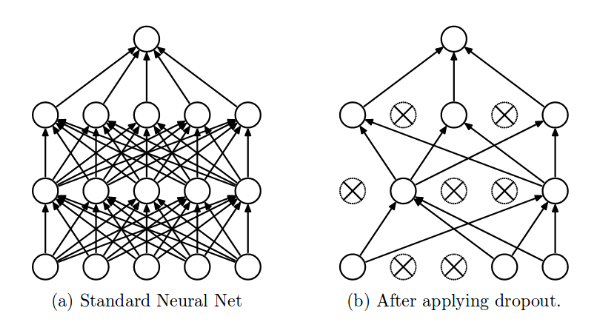 (a) Standard Neural Net
(b) After applying dropout.